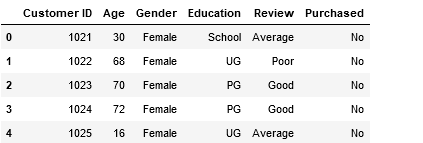 Customer ID Age Gender Education Review Purchased
0 1021 30 Female School Average No
1 1022 68 Female UG Poor No
2 1023 70 Female PG Good No
3 1024 72 Female PG Good No
4 1025 16 Female UG Average No